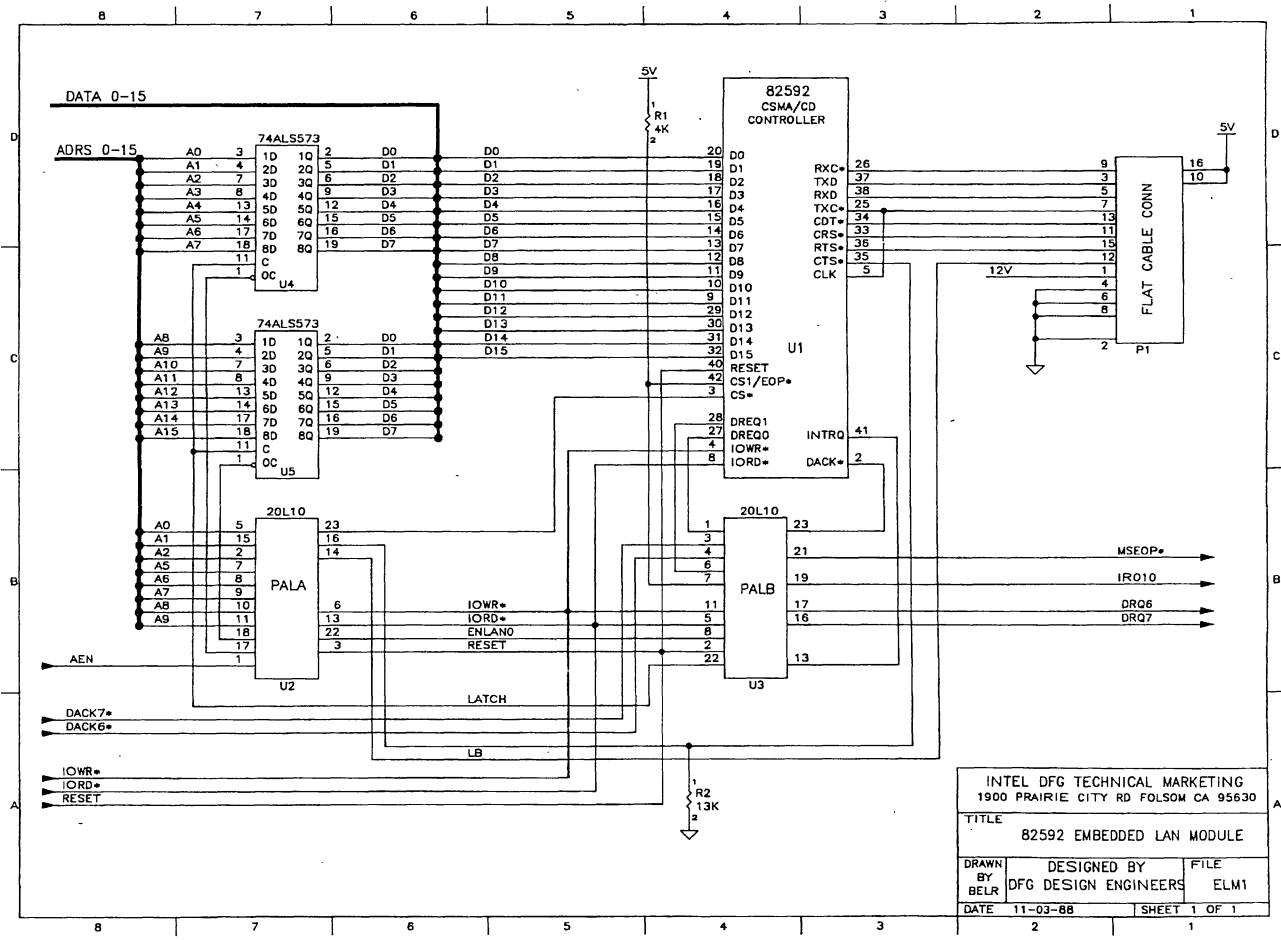 8 7 6 5 4 3 2 1
5V
DATA 0-15
82592
CSMA/CD
CONTROLLER
1
R1
4K
2
D
D
5V
ADRS 0-15
74ALS573
A0 3 1D 1Q 2 D0 D0 20 D0
A1 4 2D 2Q 5 D1 D1 19 D1 RXC* 26 9 16
A2 7 3D 3Q 6 D2 D2 18 D2 TXD 37 3 10
A3 8 4D 4Q 9 D3 D3 17 D3 RXD 38 5
A4 13 5D 5Q 12 D4 D4 16 D4 TXC* 25 7
A5 14 6D 6Q 15 D5 D5 15 D5 CDT* 34 13
A6 17 7D 7Q 16 D6 D6 14 D6 CRS* 33 11
A7 18 8D 8Q 19 D7 D7 13 D7 RTS* 36 15
11 C D8 12 D8 CTS* 35 12
1 OC D9 11 D9 CLK 5 12V 1
U4 D10 10 D10 4
D11 9 D11 6
D12 29 D12 8
FLAT CABLE CONN
74ALS573
D13 30 D13
A8 3 1D 1Q 2 D0 D14 31 D14 2
P1
A9 4 2D 2Q 5 D1 D15 32 D15 U1
C
C
A10 7 3D 3Q 6 D2 40 RESET
A11 8 4D 4Q 9 D3 42 CS1/EOP*
A12 13 5D 5Q 12 D4 3 CS*
A13 14 6D 6Q 15 D5
A14 17 7D 7Q 16 D6 28 DREQ1
A15 18 8D 8Q 19 D7 27 DREQ0 INTRQ 41
11 C 4 IOWR*
1 OC 8 IORD* DACK* 2
U5
20L10 20L10
A0 5 23 1 23
A1 15 16 3
A2 2 14 4 21 MSEOP*
A5 7 6
A6 8 PALA 7 PALB 19 IRO10
B
B
A7 9
A8 10 6 IOWR* 11 17 DRQ6
A9 11 13 IORD* 5 16 DRQ7
18 22 ENLAN0 8
17 3 RESET 2
AEN 1 22 13
U2 U3
LATCH
DACK7*
DACK6*
LB
IOWR*
IORD*
RESET
A
A
1
R2
13K
2
INTEL DFG TECHNICAL MARKETING
1900 PRAIRIE CITY RD FOLSOM CA 95630
TITLE
82592 EMBEDDED LAN MODULE
DRAWN BY BELR
DESIGNED BY
DFG DESIGN ENGINEERS
FILE
ELM1
DATE 11-03-88 SHEET 1 OF 1
8 7 6 5 4 3 2 1